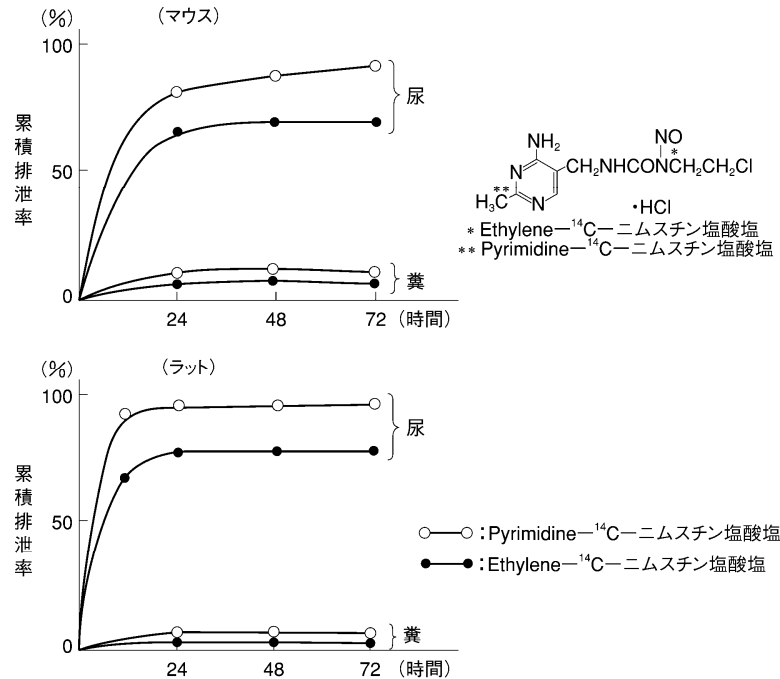 (%)
(マウス)
100
50
0
累積排泄率
尿
糞
24
48
72
(時間)
NH₂
N
N
H₃C
**
CH₂NHCONCH₂CH₂Cl
NO
*
・HCl
* Ethylene—¹⁴C—ニムスチン塩酸塩
** Pyrimidine—¹⁴C—ニムスチン塩酸塩
(%)
(ラット)
100
50
0
累積排泄率
尿
糞
24
48
72
(時間)
:Pyrimidine—¹⁴C—ニムスチン塩酸塩
:Ethylene—¹⁴C—ニムスチン塩酸塩